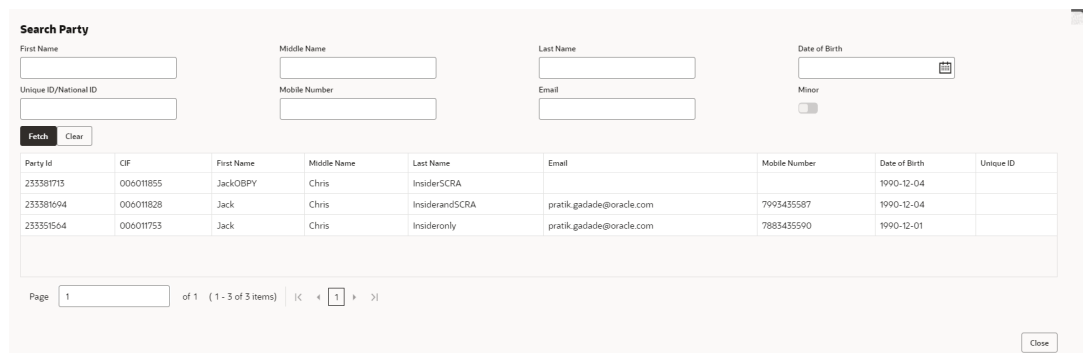 Search Party
First Name Middle Name Last Name Date of Birth
Unique ID/National ID Mobile Number Email Minor
Fetch Clear
Party Id CIF First Name Middle Name Last Name Email Mobile Number Date of Birth Unique ID
233381713 006011855 JackOBPY Chris InsiderSCRA 1990-12-04
233381694 006011828 Jack Chris InsiderandSCRA pratik.gadade@oracle.com 7993435587 1990-12-04
233351564 006011753 Jack Chris Insideronly pratik.gadade@oracle.com 7883435590 1990-12-01
Page 1 of 1 ( 1 - 3 of 3 items) 1
Close